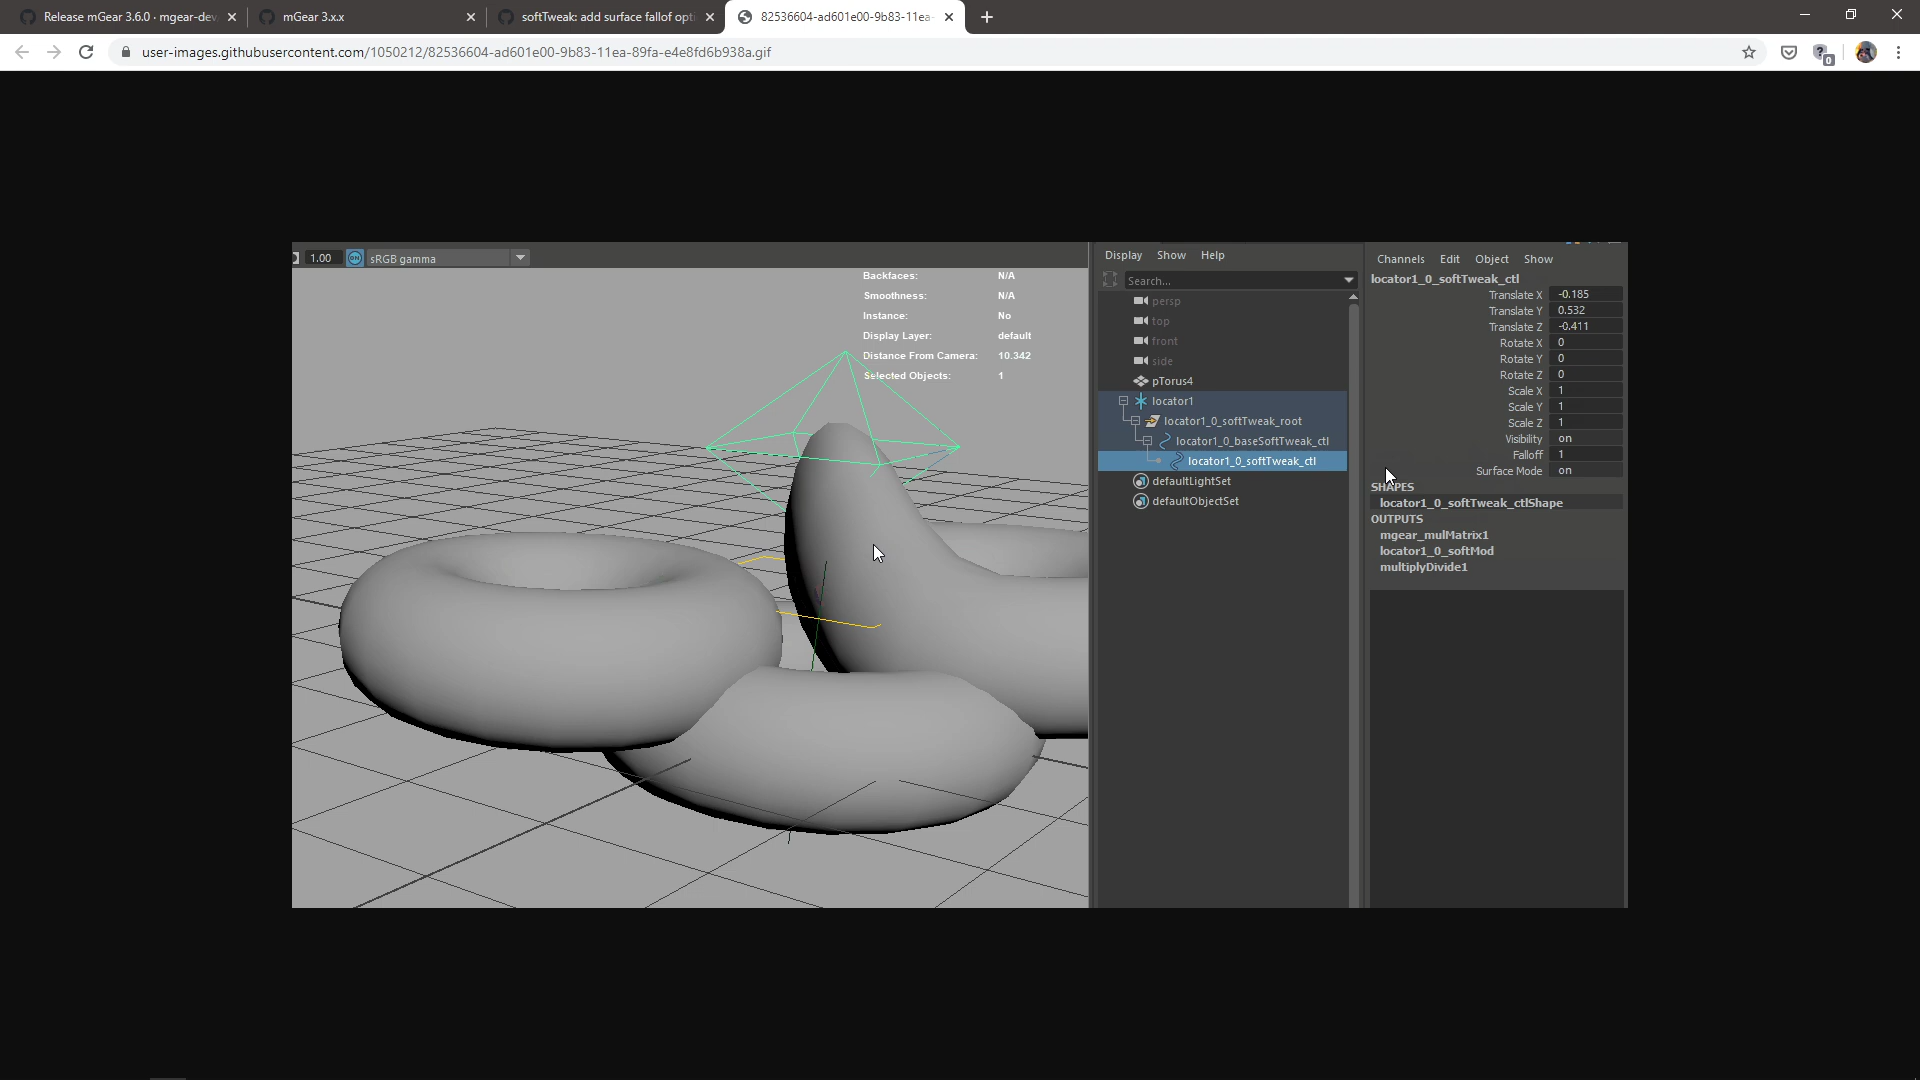 Release mGear 3.6.0 · mgear-dev
mGear 3.x.x
softTweak: add surface fallof opti
82536604-ad601e00-9b83-11ea-
user-images.githubusercontent.com/1050212/82536604-ad601e00-9b83-11ea-89fa-e4e8fd6b938a.gif
0
1.00
ON
sRGB gamma
Backfaces: N/A
Smoothness: N/A
Instance: No
Display Layer: default
Distance From Camera: 10.342
Selected Objects: 1
Display Show Help
Search...
persp
top
front
side
pTorus4
locator1
locator1_0_softTweak_root
locator1_0_baseSoftTweak_ctl
locator1_0_softTweak_ctl
defaultLightSet
defaultObjectSet
Channels Edit Object Show
locator1_0_softTweak_ctl
Translate X -0.185
Translate Y 0.532
Translate Z -0.411
Rotate X 0
Rotate Y 0
Rotate Z 0
Scale X 1
Scale Y 1
Scale Z 1
Visibility on
Falloff 1
Surface Mode on
SHAPES
locator1_0_softTweak_ctlShape
OUTPUTS
mgear_mulMatrix1
locator1_0_softMod
multiplyDivide1